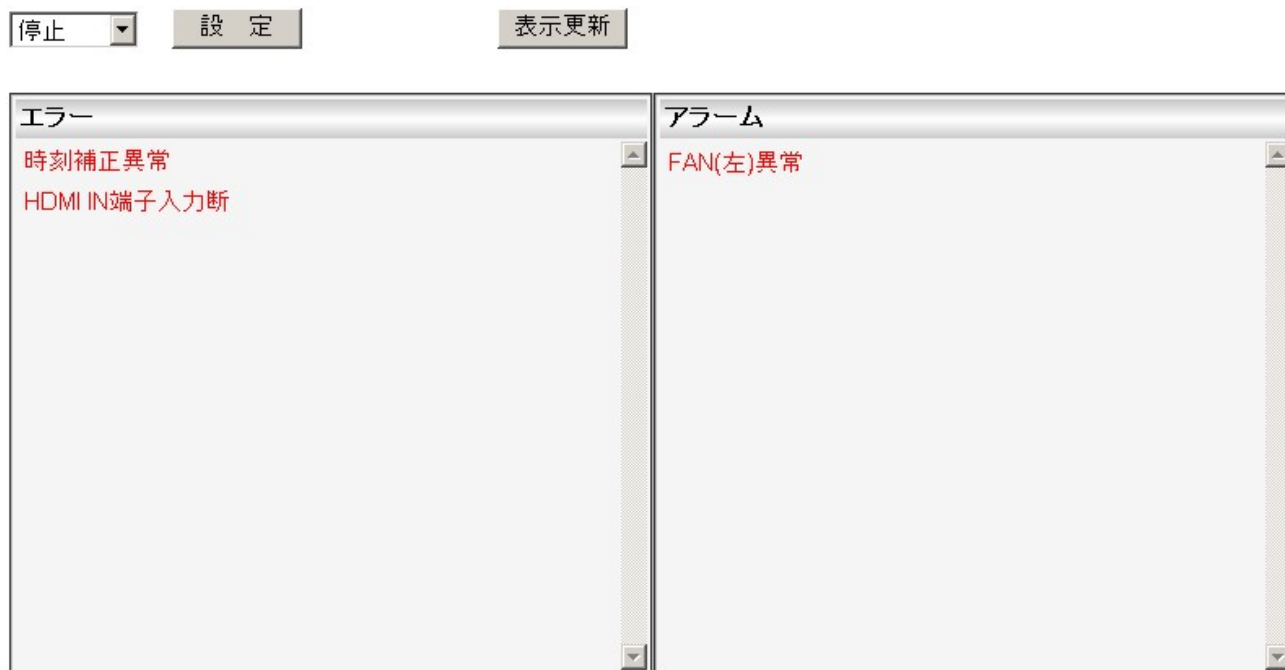 停止
設 定
表示更新
エラー
時刻補正異常
HDMI IN端子入力断
アラーム
FAN(左)異常